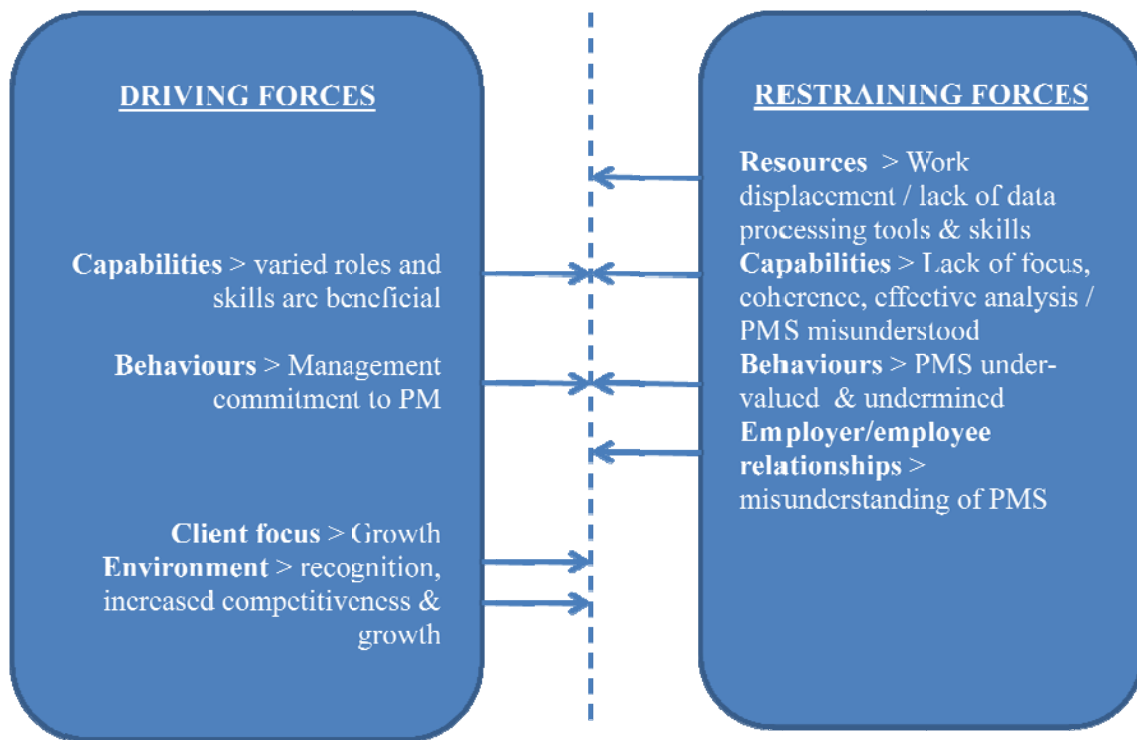 DRIVING FORCES
Capabilities > varied roles and
skills are beneficial
Behaviours > Management
commitment to PM
Client focus > Growth
Environment > recognition,
increased competitiveness &
growth
RESTRAINING FORCES
Resources > Work
displacement / lack of data
processing tools & skills
Capabilities > Lack of focus,
coherence, effective analysis /
PMS misunderstood
Behaviours > PMS under-
valued & undermined
Employer/employee
relationships >
misunderstanding of PMS